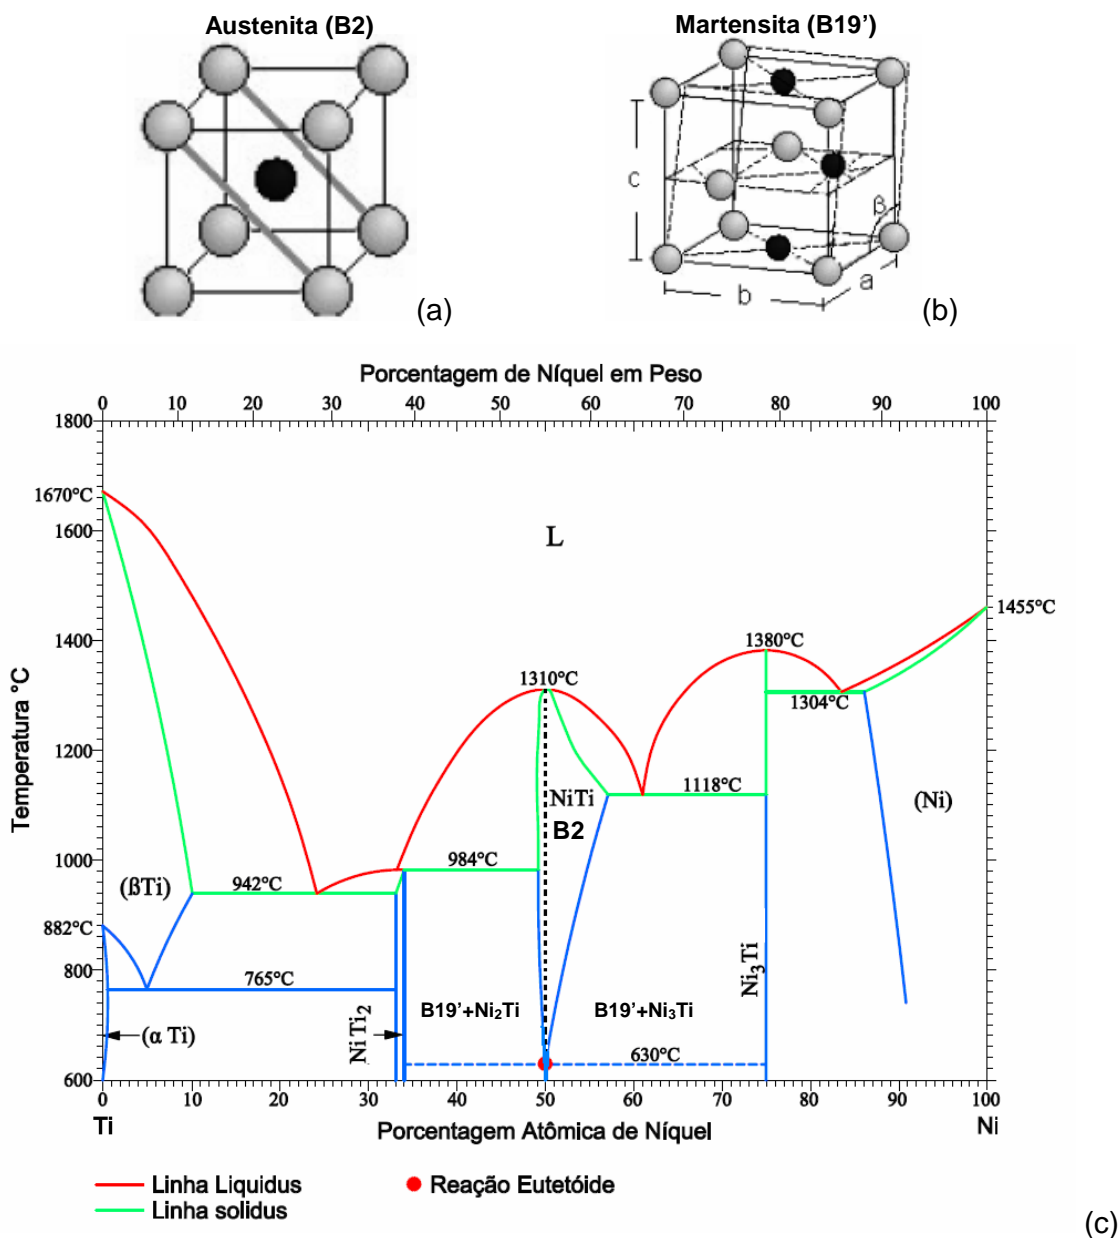 Austenita (B2)
Martensita (B19’)
c
β
a
b
(a)
(b)
Porcentagem de Níquel em Peso
0 10 20 30 40 50 60 70 80 90 100
1800
1670°C
1600
L
1455°C
1400
1380°C
1310°C
1304°C
Temperatura °C
1200
NiTi
1118°C
(Ni)
B2
1000
984°C
(βTi)
942°C
882°C
800
765°C
Ni3Ti
B19’+Ni2Ti
B19’+Ni3Ti
(α Ti)
NiTi2
630°C
600
0 10 20 30 40 50 60 70 80 90 100
Ti
Porcentagem Atômica de Níquel
Ni
Linha Liquidus
Reação Eutetóide
Linha solidus
(c)